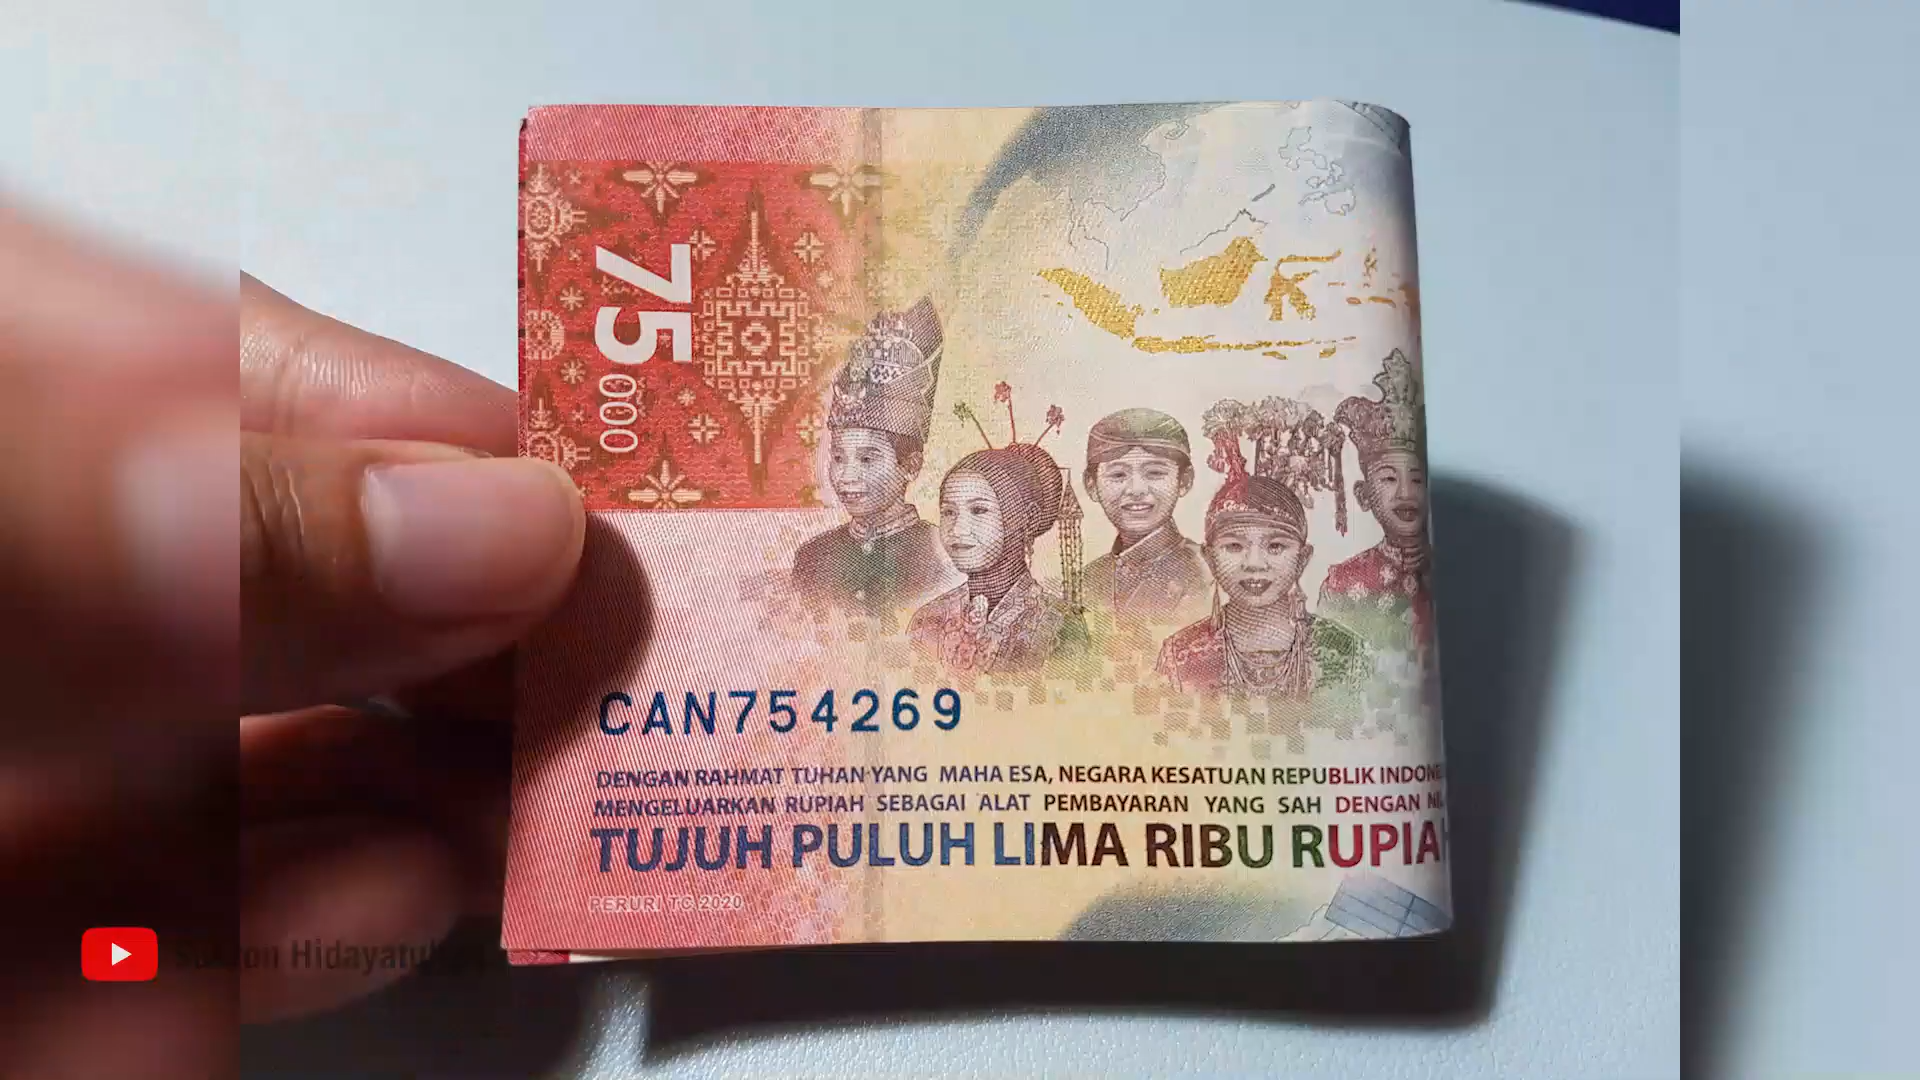 75
000
CAN754269
DENGAN RAHMAT TUHAN YANG MAHA ESA, NEGARA KESATUAN REPUBLIK
MENGELUARKAN RUPIAH SEBAGAI ALAT PEMBAYARAN YANG SAH DENGAN
TUJUH PULUH LIMA RIBU RUPIAH
PERURI TC 2020